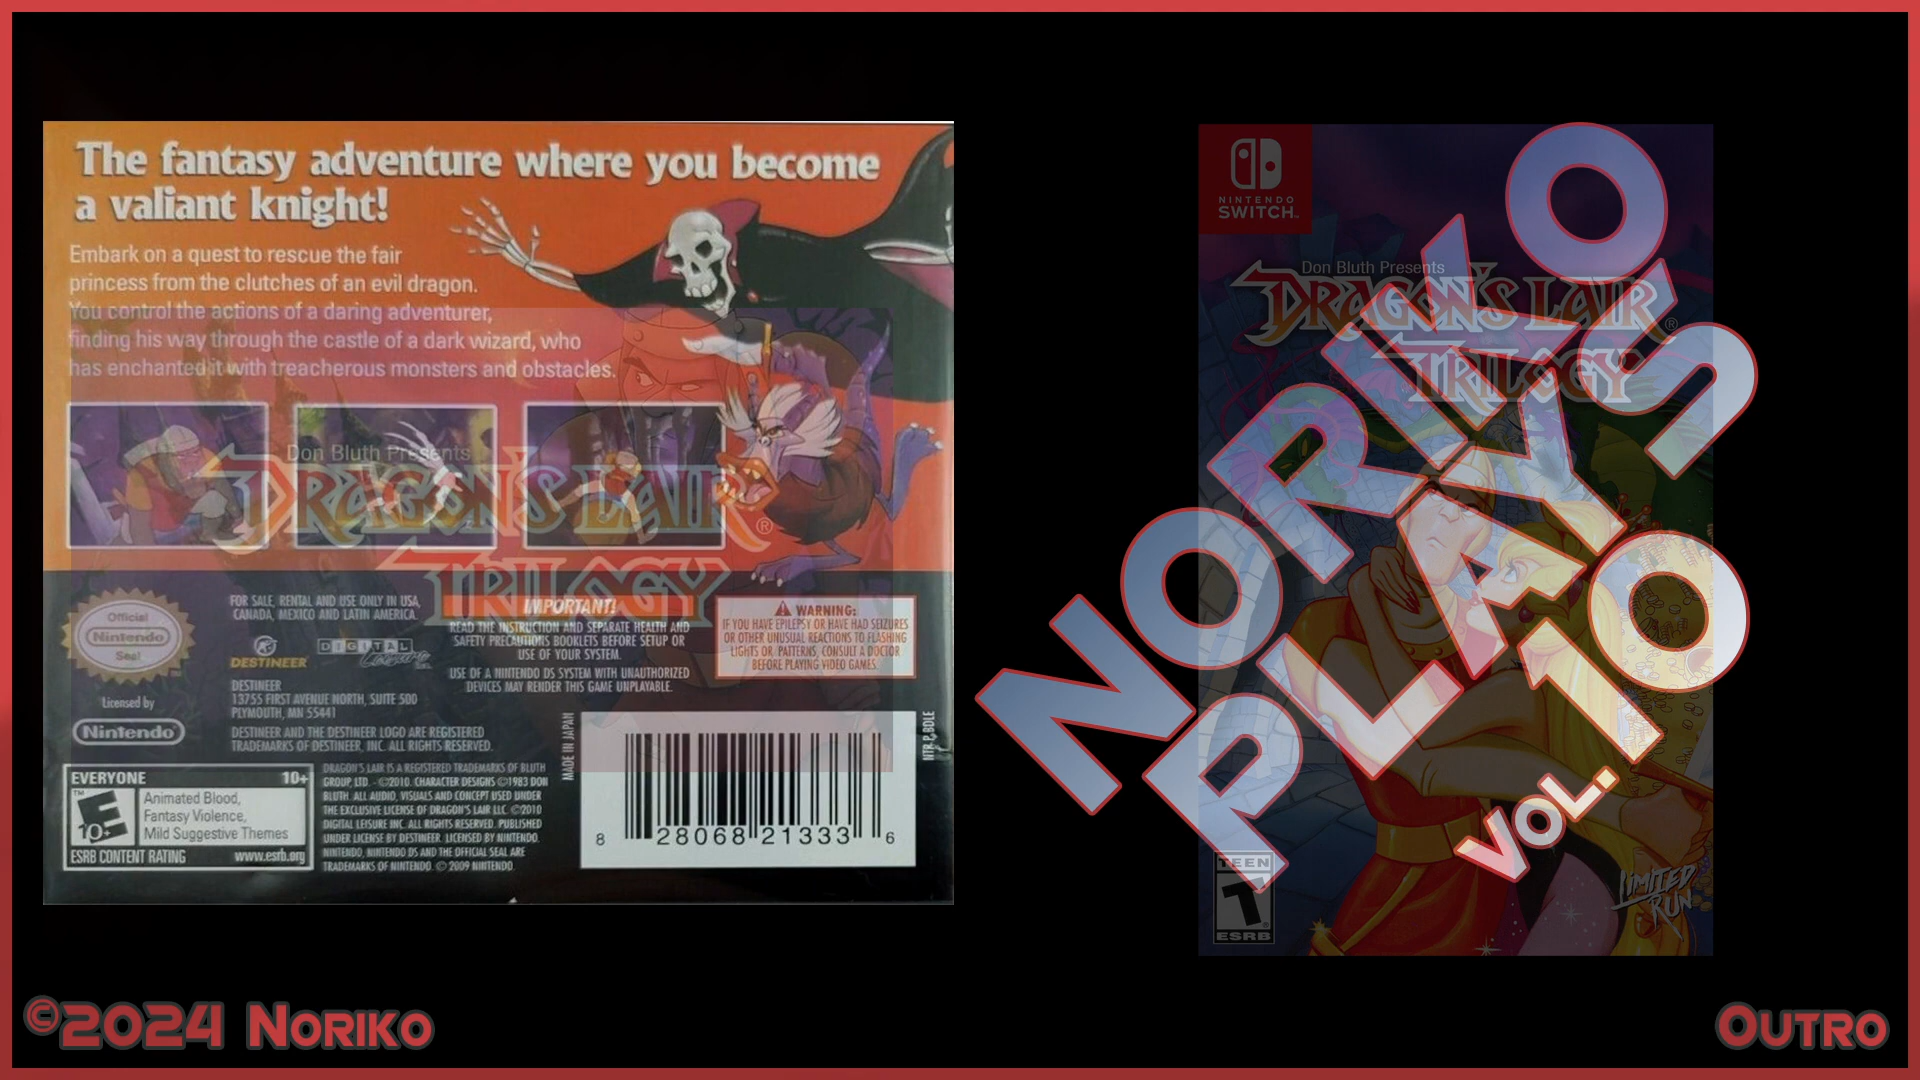 The fantasy adventure where you become
a valiant knight!
Embark on a quest to rescue the fair
princess from the clutches of an evil dragon.
You control the actions of a daring adventurer,
finding his way through the castle of a dark wizard, who
has enchanted it with treacherous monsters and obstacles.
Don Bluth Presents
DRAGON'S LAIR®
TRILOGY
Official
Nintendo
Seal
Licensed by
Nintendo
FOR SALE, RENTAL AND USE ONLY IN USA,
CANADA, MEXICO AND LATIN AMERICA.
DESTINEER
DIGITAL
Leisure
DESTINEER
13755 FIRST AVENUE NORTH, SUITE 500
PLYMOUTH, MN 55441
DESTINEER AND THE DESTINEER LOGO ARE REGISTERED
TRADEMARKS OF DESTINEER, INC. ALL RIGHTS RESERVED.
IMPORTANT!
READ THE INSTRUCTION AND SEPARATE HEALTH AND
SAFETY PRECAUTIONS BOOKLETS BEFORE SETUP OR
USE OF YOUR SYSTEM.
USE OF A NINTENDO DS SYSTEM WITH UNAUTHORIZED
DEVICES MAY RENDER THIS GAME UNPLAYABLE.
WARNING:
IF YOU HAVE EPILEPSY OR HAVE HAD SEIZURES
OR OTHER UNUSUAL REACTIONS TO FLASHING
LIGHTS OR PATTERNS, CONSULT A DOCTOR
BEFORE PLAYING VIDEO GAMES.
EVERYONE 10+
E
10+
Animated Blood,
Fantasy Violence,
Mild Suggestive Themes
ESRB CONTENT RATING www.esrb.org
DRAGON'S LAIR IS A REGISTERED TRADEMARKS OF BLUTH
GROUP, LTD. - ©2010. CHARACTER DESIGNS ©1983 DON
BLUTH. ALL AUDIO, VISUALS AND CONCEPT USED UNDER
THE EXCLUSIVE LICENSE OF DRAGON'S LAIR LLC. ©2010
DIGITAL LEISURE INC. ALL RIGHTS RESERVED. PUBLISHED
UNDER LICENSE BY DESTINEER. LICENSED BY NINTENDO.
NINTENDO, NINTENDO DS AND THE OFFICIAL SEAL ARE
TRADEMARKS OF NINTENDO. © 2009 NINTENDO.
MADE IN JAPAN
8 28068 21333 6
NINTENDO
SWITCH™
Don Bluth Presents
DRAGON'S LAIR®
TRILOGY
NORIKO
PLAYS
VOL. 10
TEEN
T
ESRB
LIMITED
RUN
©2024 NORIKO
OUTRO